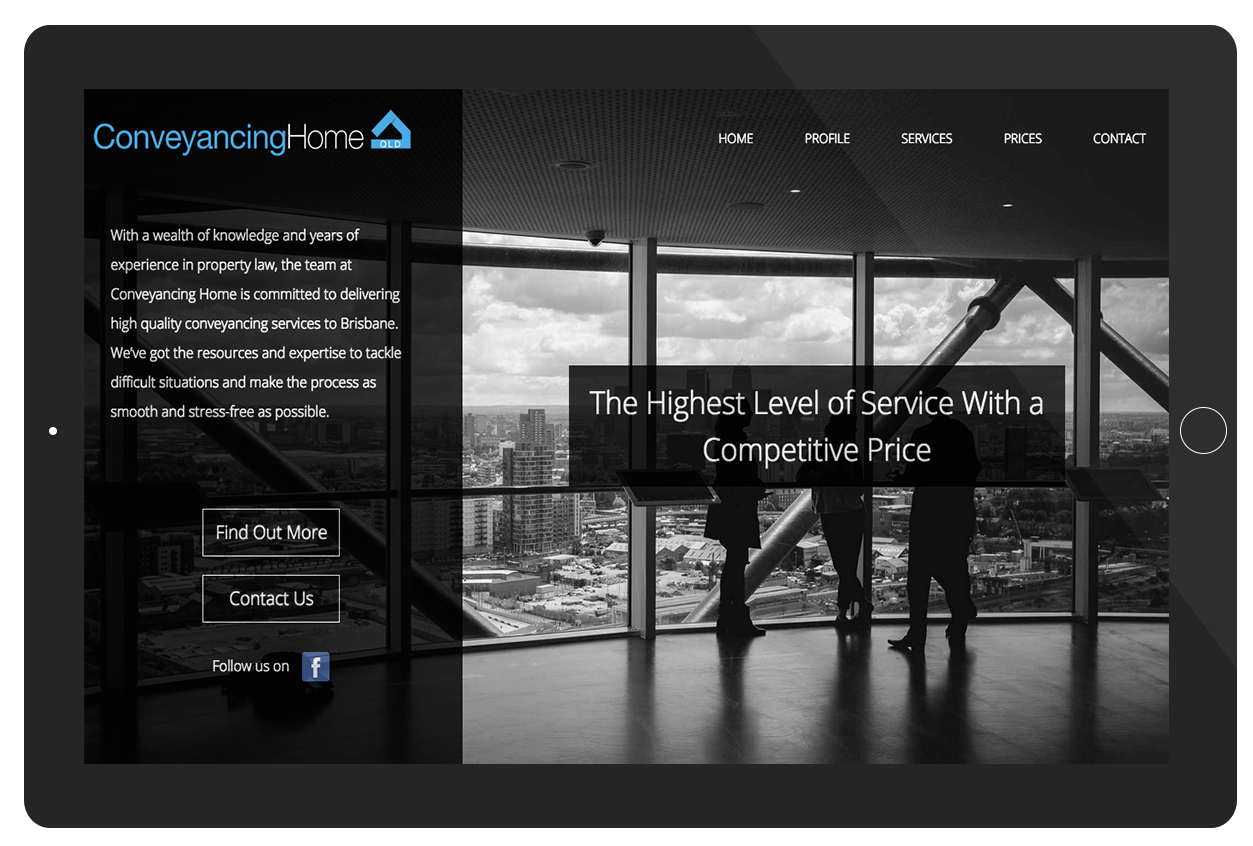 ConveyancingHome QLD
HOME PROFILE SERVICES PRICES CONTACT
With a wealth of knowledge and years of
experience in property law, the team at
Conveyancing Home is committed to delivering
high quality conveyancing services to Brisbane.
We've got the resources and expertise to tackle
difficult situations and make the process as
smooth and stress-free as possible.
The Highest Level of Service With a
Competitive Price
Find Out More
Contact Us
Follow us on f